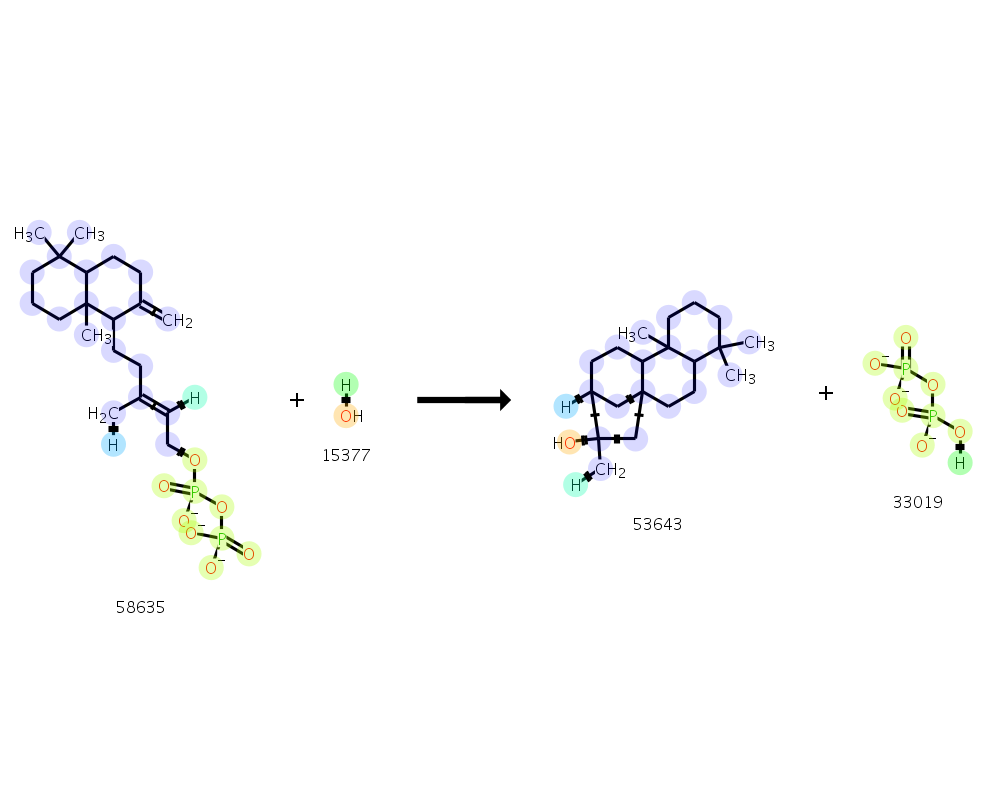 H₃C CH₃
CH₂
CH₃
H₂C H
H
O
O P
O⁻ O
O⁻ P O
O⁻
58635
+
H
OH
15377
H₃C CH₃
CH₃
H
HO
CH₂
H
53643
+
O
O⁻ P
O⁻ O
O P O
O⁻ H
33019